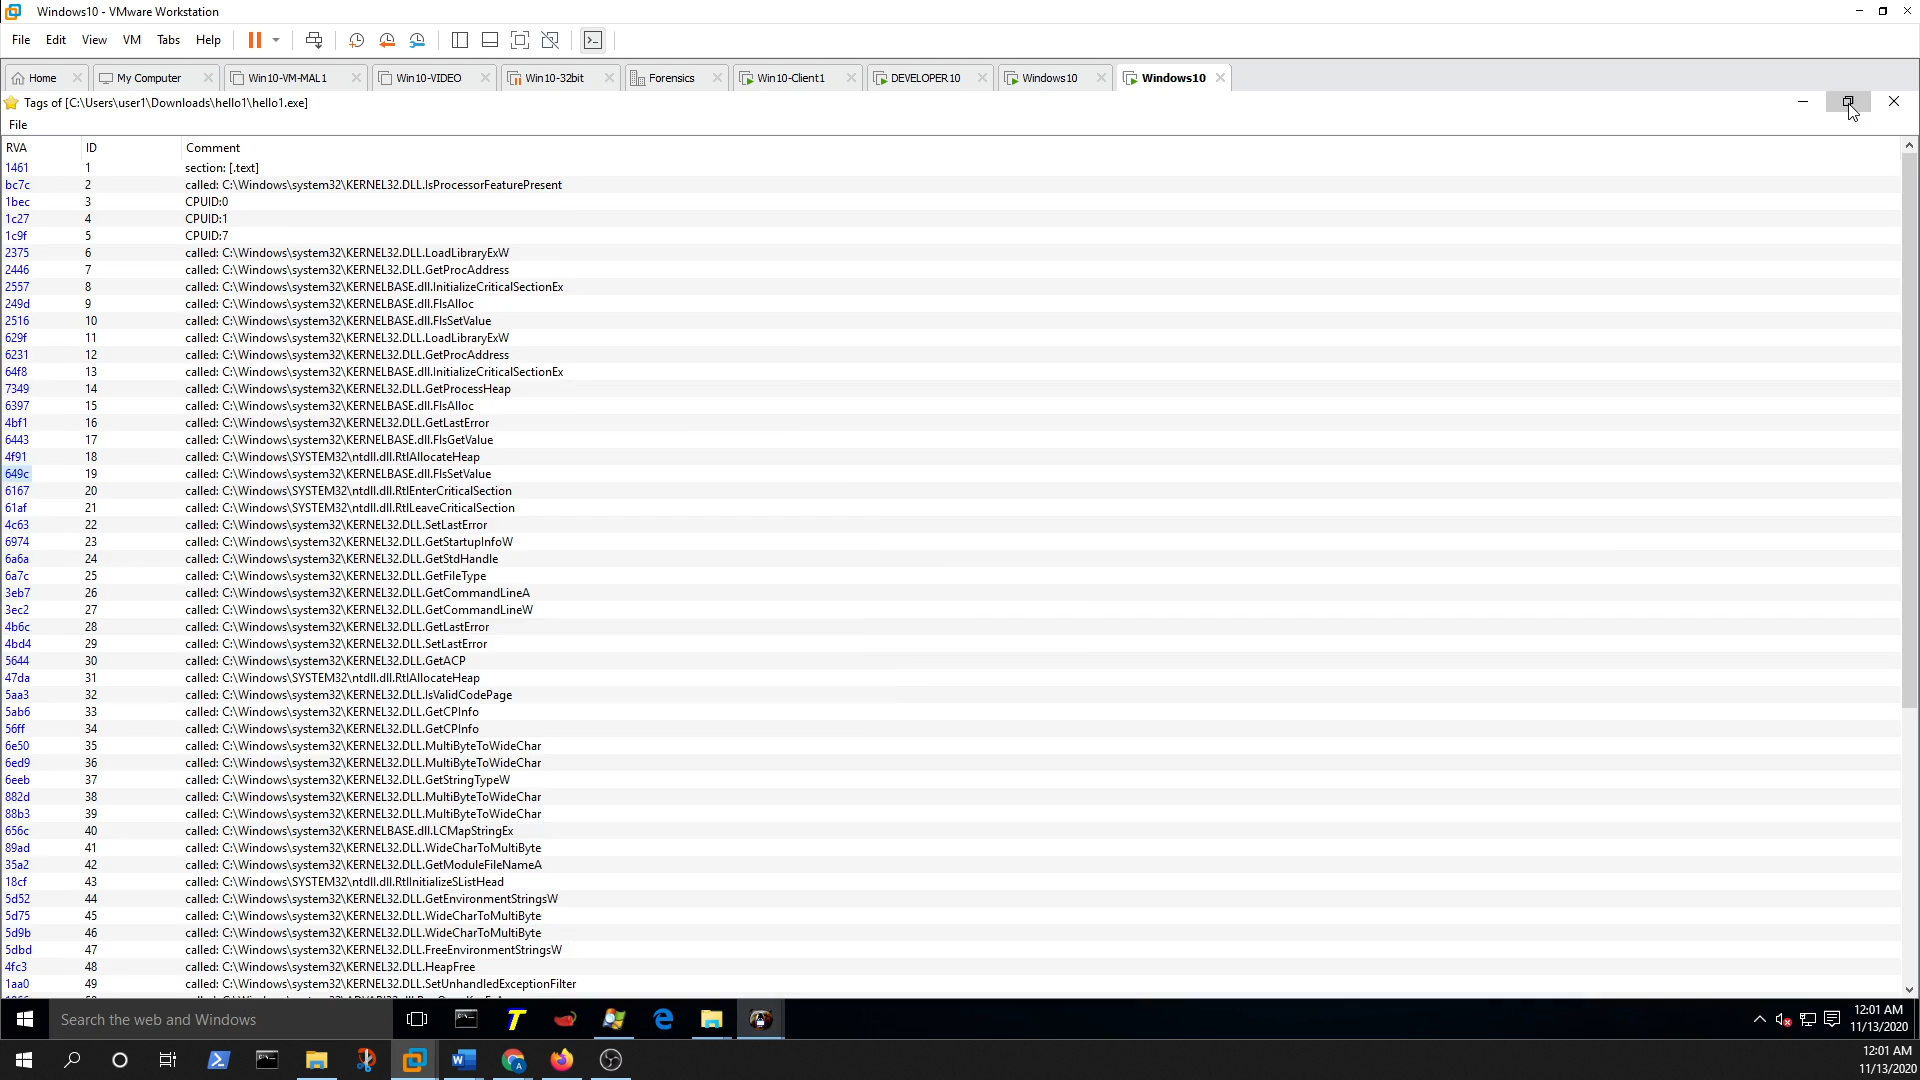 Windows10 - VMware Workstation
File Edit View VM Tabs Help
Home My Computer Win10-VM-MAL1 Win10-VIDEO Win10-32bit Forensics Win10-Client1 DEVELOPER10 Windows10 Windows10
Tags of [C:\Users\user1\Downloads\hello1\hello1.exe]
File
RVA ID Comment
1461 1 section: [.text]
bc7c 2 called: C:\Windows\system32\KERNEL32.DLL.IsProcessorFeaturePresent
1bec 3 CPUID:0
1c27 4 CPUID:1
1c9f 5 CPUID:7
2375 6 called: C:\Windows\system32\KERNEL32.DLL.LoadLibraryExW
2446 7 called: C:\Windows\system32\KERNEL32.DLL.GetProcAddress
2557 8 called: C:\Windows\system32\KERNELBASE.dll.InitializeCriticalSectionEx
249d 9 called: C:\Windows\system32\KERNELBASE.dll.FlsAlloc
2516 10 called: C:\Windows\system32\KERNELBASE.dll.FlsSetValue
629f 11 called: C:\Windows\system32\KERNEL32.DLL.LoadLibraryExW
6231 12 called: C:\Windows\system32\KERNEL32.DLL.GetProcAddress
64f8 13 called: C:\Windows\system32\KERNELBASE.dll.InitializeCriticalSectionEx
7349 14 called: C:\Windows\system32\KERNEL32.DLL.GetProcessHeap
6397 15 called: C:\Windows\system32\KERNELBASE.dll.FlsAlloc
4bf1 16 called: C:\Windows\system32\KERNEL32.DLL.GetLastError
6443 17 called: C:\Windows\system32\KERNELBASE.dll.FlsGetValue
4f91 18 called: C:\Windows\SYSTEM32\ntdll.dll.RtlAllocateHeap
649c 19 called: C:\Windows\system32\KERNELBASE.dll.FlsSetValue
6167 20 called: C:\Windows\SYSTEM32\ntdll.dll.RtlEnterCriticalSection
61af 21 called: C:\Windows\SYSTEM32\ntdll.dll.RtlLeaveCriticalSection
4c63 22 called: C:\Windows\system32\KERNEL32.DLL.SetLastError
6974 23 called: C:\Windows\system32\KERNEL32.DLL.GetStartupInfoW
6a6a 24 called: C:\Windows\system32\KERNEL32.DLL.GetStdHandle
6a7c 25 called: C:\Windows\system32\KERNEL32.DLL.GetFileType
3eb7 26 called: C:\Windows\system32\KERNEL32.DLL.GetCommandLineA
3ec2 27 called: C:\Windows\system32\KERNEL32.DLL.GetCommandLineW
4b6c 28 called: C:\Windows\system32\KERNEL32.DLL.GetLastError
4bd4 29 called: C:\Windows\system32\KERNEL32.DLL.SetLastError
5644 30 called: C:\Windows\system32\KERNEL32.DLL.GetACP
47da 31 called: C:\Windows\SYSTEM32\ntdll.dll.RtlAllocateHeap
5aa3 32 called: C:\Windows\system32\KERNEL32.DLL.IsValidCodePage
5ab6 33 called: C:\Windows\system32\KERNEL32.DLL.GetCPInfo
56ff 34 called: C:\Windows\system32\KERNEL32.DLL.GetCPInfo
6e50 35 called: C:\Windows\system32\KERNEL32.DLL.MultiByteToWideChar
6ed9 36 called: C:\Windows\system32\KERNEL32.DLL.MultiByteToWideChar
6eeb 37 called: C:\Windows\system32\KERNEL32.DLL.GetStringTypeW
882d 38 called: C:\Windows\system32\KERNEL32.DLL.MultiByteToWideChar
88b3 39 called: C:\Windows\system32\KERNEL32.DLL.MultiByteToWideChar
656c 40 called: C:\Windows\system32\KERNELBASE.dll.LCMapStringEx
89ad 41 called: C:\Windows\system32\KERNEL32.DLL.WideCharToMultiByte
35a2 42 called: C:\Windows\system32\KERNEL32.DLL.GetModuleFileNameA
18cf 43 called: C:\Windows\SYSTEM32\ntdll.dll.RtlInitializeSListHead
5d52 44 called: C:\Windows\system32\KERNEL32.DLL.GetEnvironmentStringsW
5d75 45 called: C:\Windows\system32\KERNEL32.DLL.WideCharToMultiByte
5d9b 46 called: C:\Windows\system32\KERNEL32.DLL.WideCharToMultiByte
5dbd 47 called: C:\Windows\system32\KERNEL32.DLL.FreeEnvironmentStringsW
4fc3 48 called: C:\Windows\system32\KERNEL32.DLL.HeapFree
1aa0 49 called: C:\Windows\system32\KERNEL32.DLL.SetUnhandledExceptionFilter
Search the web and Windows
12:01 AM
11/13/2020
12:01 AM
11/13/2020